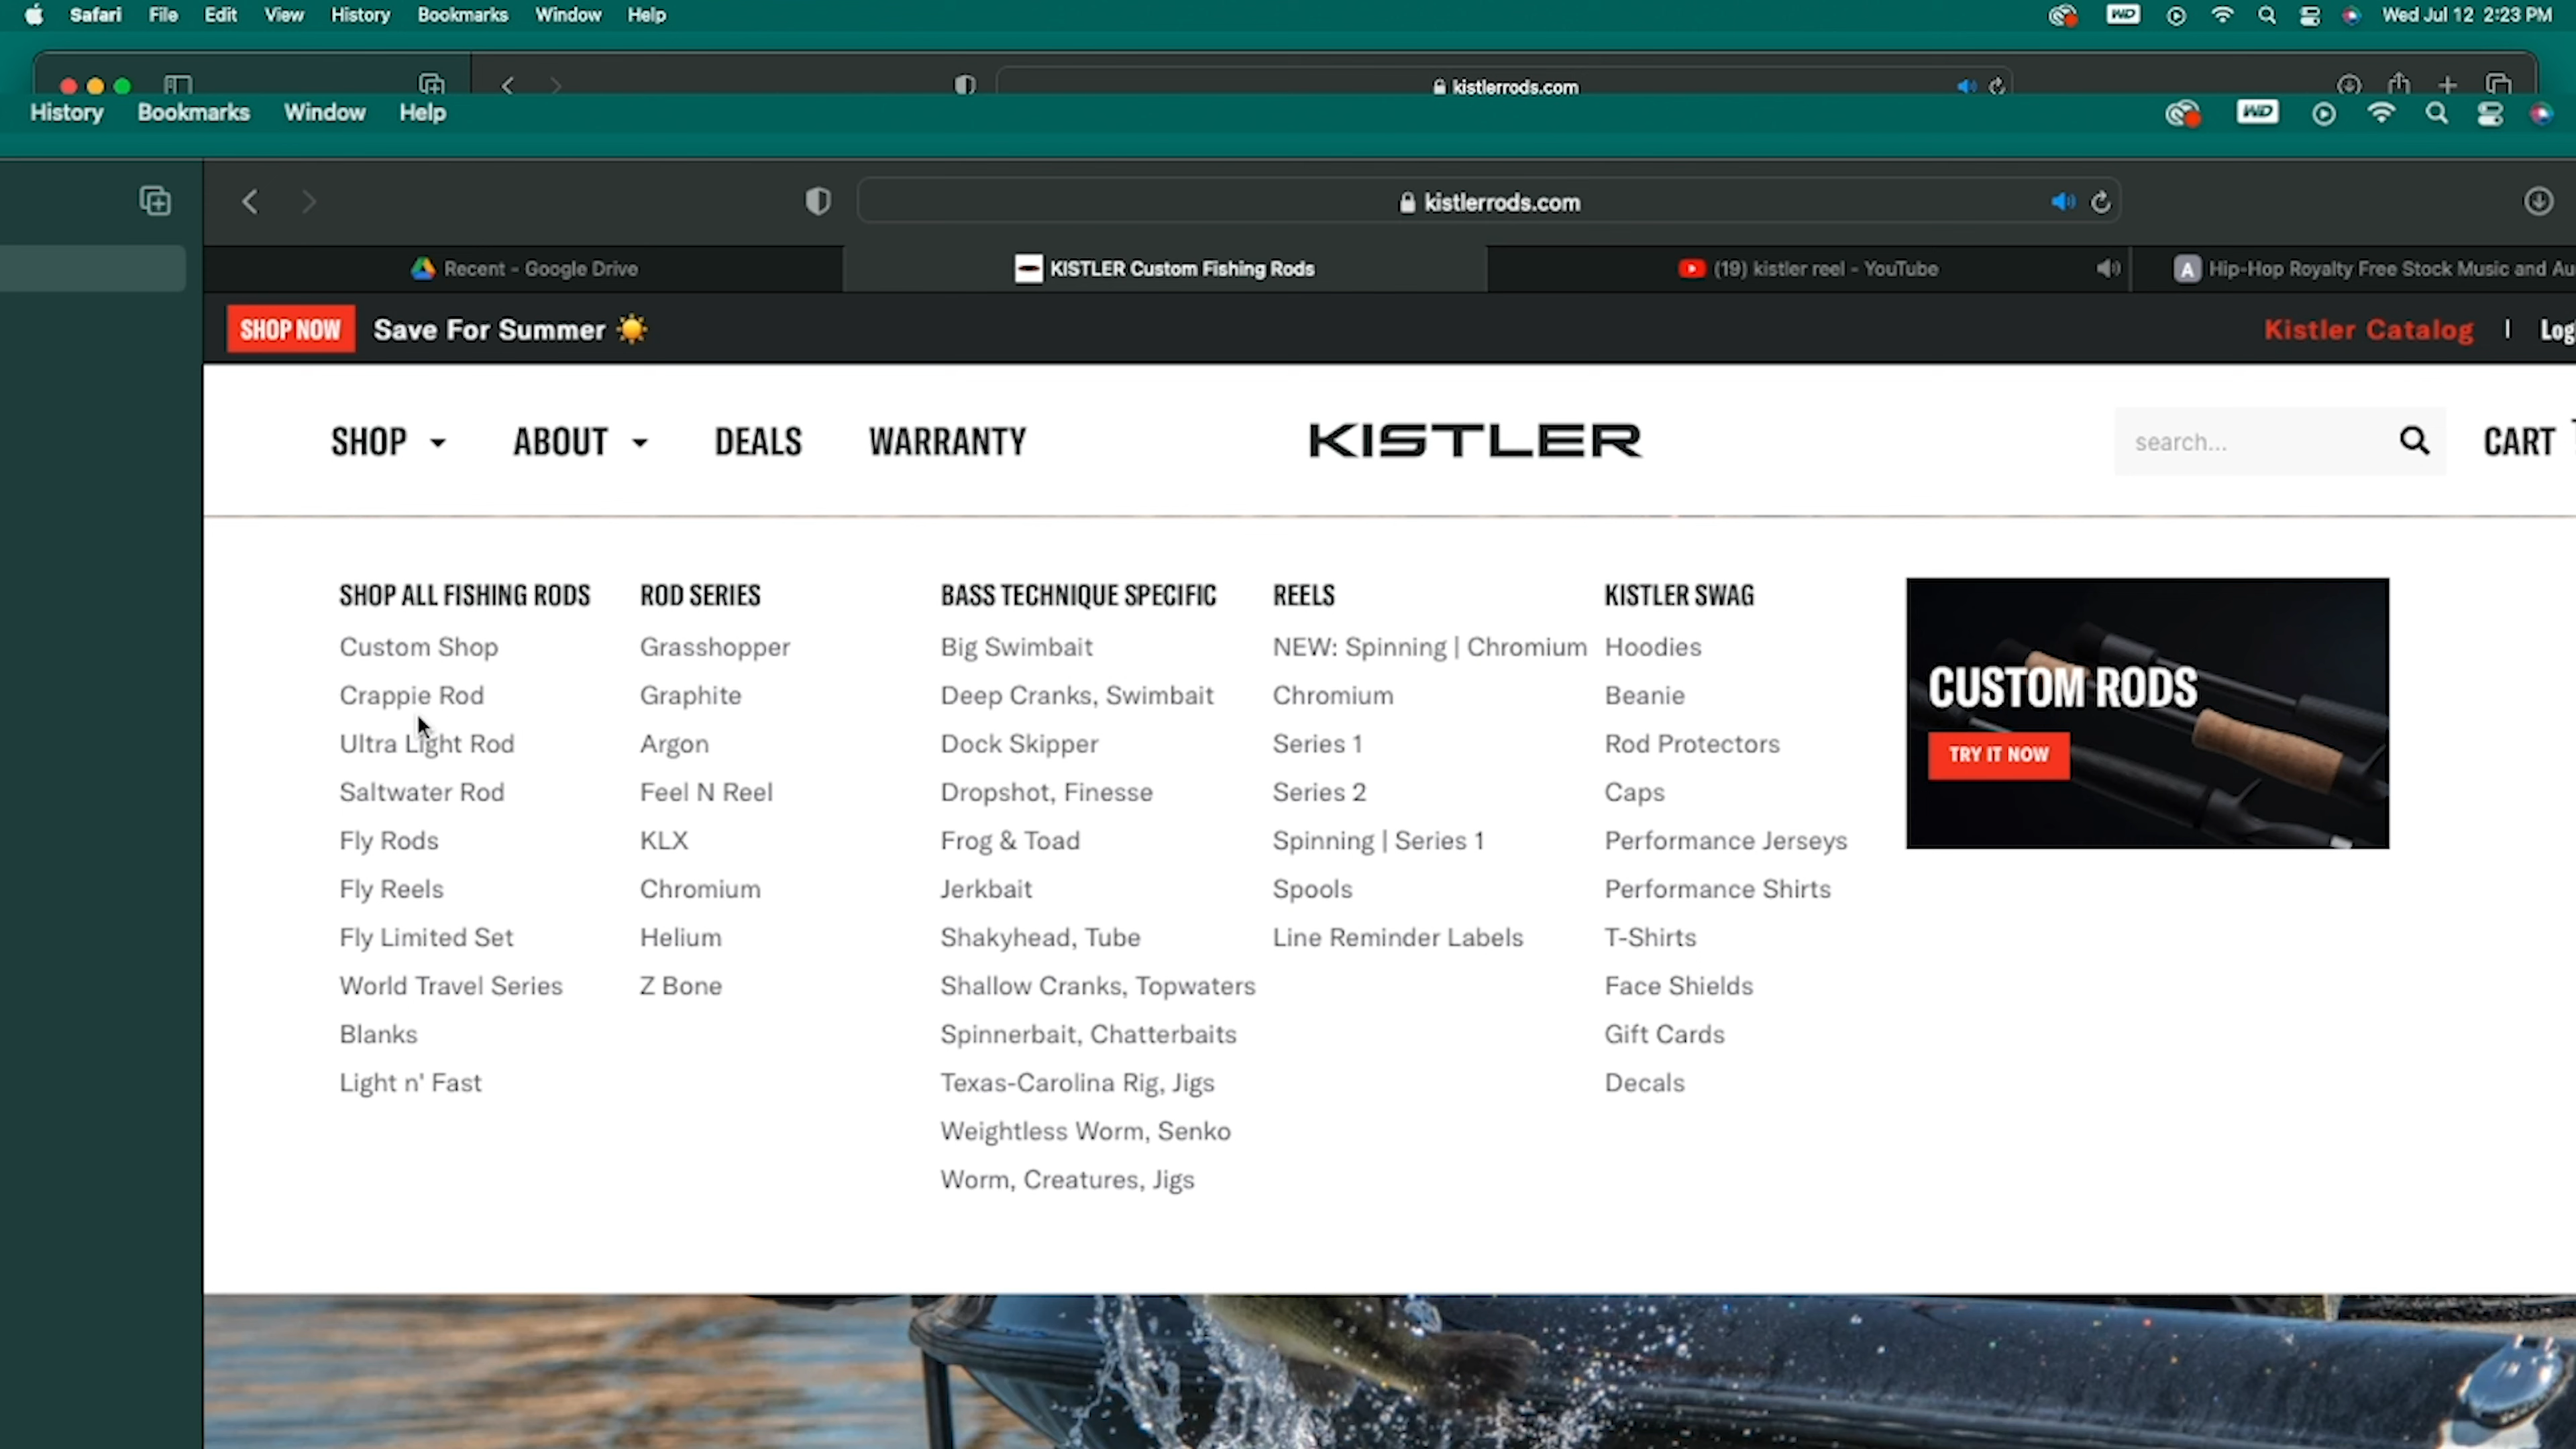 Safari File Edit View History Bookmarks Window Help WD Wed Jul 12 2:23 PM
kistlerrods.com
History Bookmarks Window Help WD
kistlerrods.com
Recent - Google Drive KISTLER Custom Fishing Rods (19) kistler reel - YouTube A Hip-Hop Royalty Free Stock Music and Au
SHOP NOW Save For Summer ☀️ Kistler Catalog | Log
SHOP ABOUT DEALS WARRANTY KISTLER search... CART
SHOP ALL FISHING RODS
Custom Shop
Crappie Rod
Ultra Light Rod
Saltwater Rod
Fly Rods
Fly Reels
Fly Limited Set
World Travel Series
Blanks
Light n' Fast
ROD SERIES
Grasshopper
Graphite
Argon
Feel N Reel
KLX
Chromium
Helium
Z Bone
BASS TECHNIQUE SPECIFIC
Big Swimbait
Deep Cranks, Swimbait
Dock Skipper
Dropshot, Finesse
Frog & Toad
Jerkbait
Shakyhead, Tube
Shallow Cranks, Topwaters
Spinnerbait, Chatterbaits
Texas-Carolina Rig, Jigs
Weightless Worm, Senko
Worm, Creatures, Jigs
REELS
NEW: Spinning | Chromium
Chromium
Series 1
Series 2
Spinning | Series 1
Spools
Line Reminder Labels
KISTLER SWAG
Hoodies
Beanie
Rod Protectors
Caps
Performance Jerseys
Performance Shirts
T-Shirts
Face Shields
Gift Cards
Decals
CUSTOM RODS
TRY IT NOW